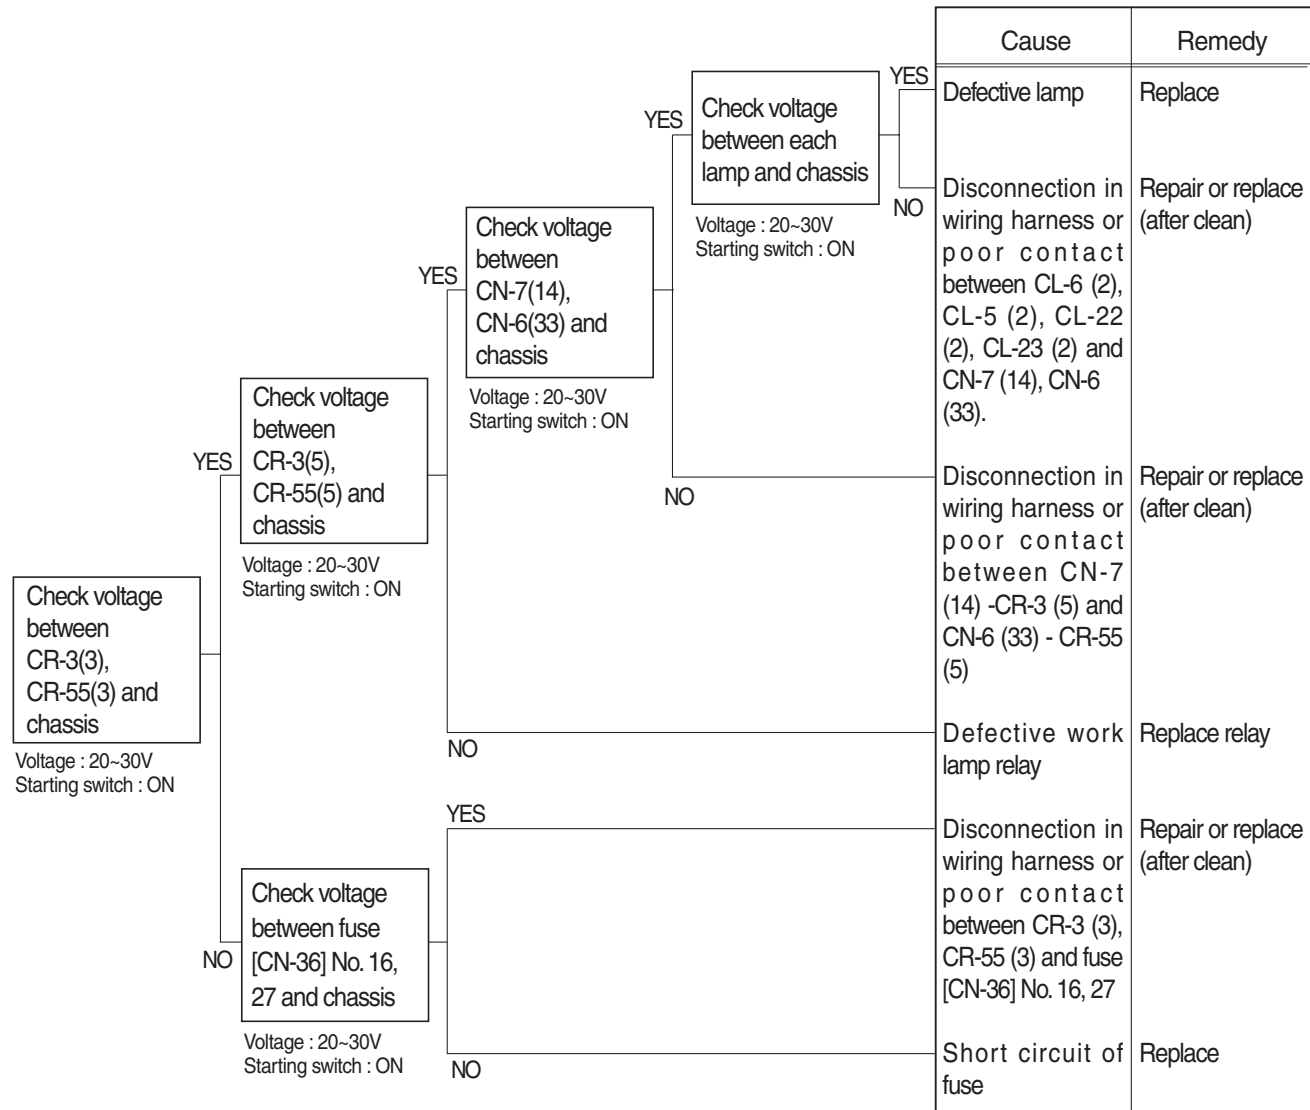 Cause
Remedy
YES
Defective lamp
Replace
Check voltage
between each
lamp and chassis
YES
NO
Voltage : 20~30V
Starting switch : ON
Disconnection in
wiring harness or
poor contact
between CL-6 (2),
CL-5 (2), CL-22
(2), CL-23 (2) and
CN-7 (14), CN-6
(33).
Repair or replace
(after clean)
Check voltage
between
CN-7(14),
CN-6(33) and
chassis
YES
Voltage : 20~30V
Starting switch : ON
NO
Disconnection in
wiring harness or
poor contact
between CN-7
(14) -CR-3 (5) and
CN-6 (33) - CR-55
(5)
Repair or replace
(after clean)
Check voltage
between
CR-3(5),
CR-55(5) and
chassis
YES
Voltage : 20~30V
Starting switch : ON
NO
Defective work
lamp relay
Replace relay
Check voltage
between
CR-3(3),
CR-55(3) and
chassis
Voltage : 20~30V
Starting switch : ON
YES
Disconnection in
wiring harness or
poor contact
between CR-3 (3),
CR-55 (3) and fuse
[CN-36] No. 16, 27
Repair or replace
(after clean)
NO
Check voltage
between fuse
[CN-36] No. 16,
27 and chassis
Voltage : 20~30V
Starting switch : ON
NO
Short circuit of
fuse
Replace